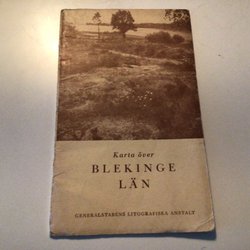 Karta över
BLEKINGE
LÄN
GENERALSTABENS LITOGRAFISKA ANSTALT